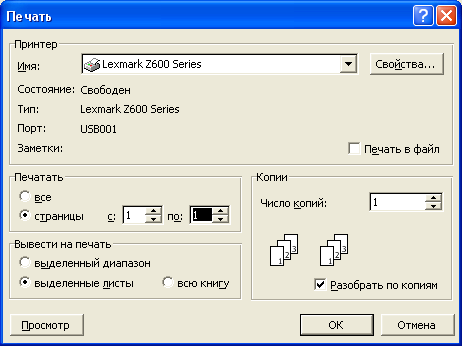 Печать
Принтер
Имя: Lexmark Z600 Series Свойства...
Состояние: Свободен
Тип: Lexmark Z600 Series
Порт: USB001
Заметки: Печать в файл
Печатать
все
страницы с: 1 по: 1
Вывести на печать
выделенный диапазон
выделенные листы всю книгу
Копии
Число копий: 1
1 2 3 1 2 3
Разобрать по копиям
Просмотр ОК Отмена